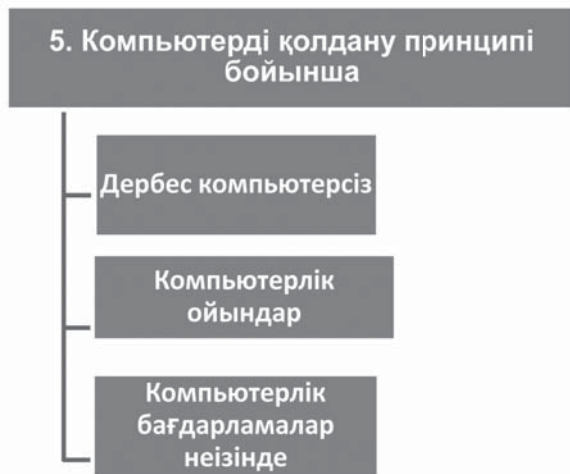 5. Компьютерді қолдану принципі
бойынша
Дербес компьютерсіз
Компьютерлік
ойындар
Компьютерлік
бағдарламалар
неізінде